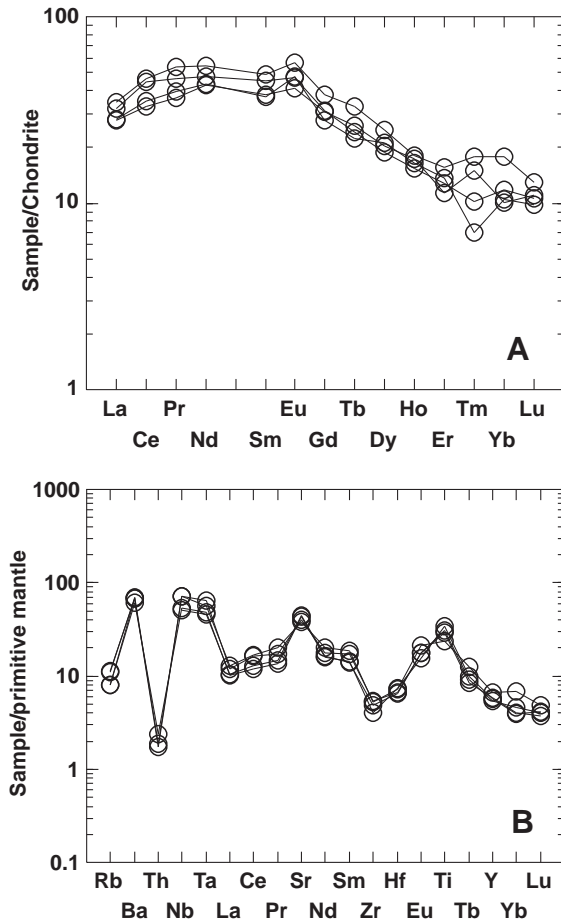 100
Sample/Chondrite
10
1
A
La Pr Eu Tb Ho Tm Lu
Ce Nd Sm Gd Dy Er Yb
1000
Sample/primitive mantle
100
10
1
0.1
B
Rb Th Ta Ce Sr Sm Hf Ti Y Lu
Ba Nb La Pr Nd Zr Eu Tb Yb